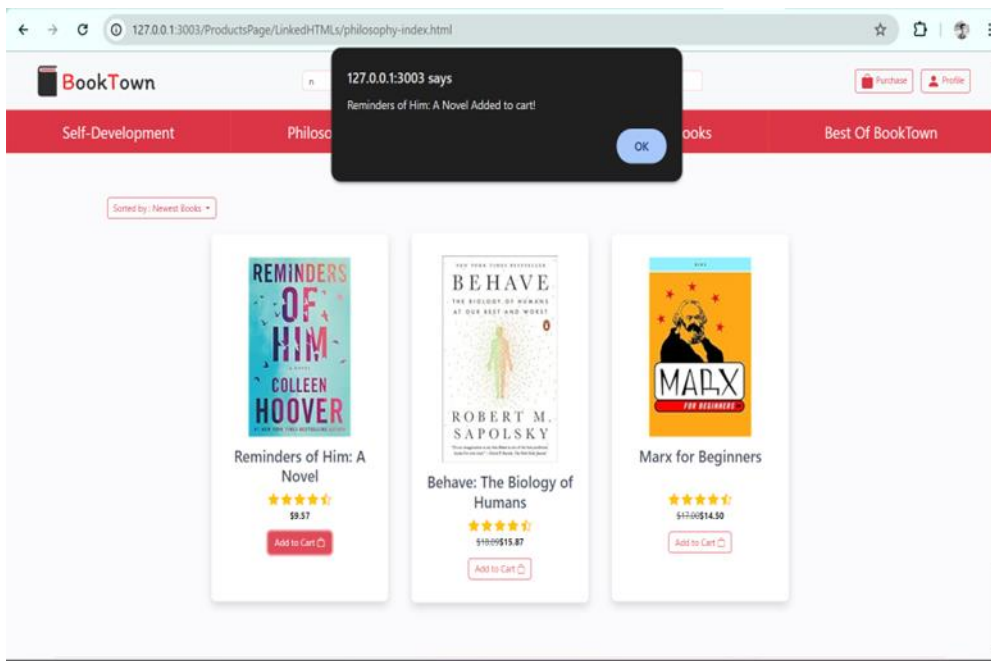 127.0.0.1:3003/ProductsPage/LinkedHTMLs/philosophy-index.html
BookTown
n
127.0.0.1:3003 says
Reminders of Him: A Novel Added to cart!
OK
Purchase
Profile
Self-Development
Philoso
ooks
Best Of BookTown
Sorted by : Newest Books
REMINDERS
OF
HIM
A NOVEL
COLLEEN
HOOVER
Reminders of Him: A
Novel
$9.57
Add to Cart
NEW YORK TIMES BESTSELLER
BEHAVE
THE BIOLOGY OF HUMANS
AT OUR BEST AND WORST
ROBERT M.
SAPOLSKY
Behave: The Biology of
Humans
$15.87
Add to Cart
MARX
FOR BEGINNERS
Marx for Beginners
$17.00$14.50
Add to Cart